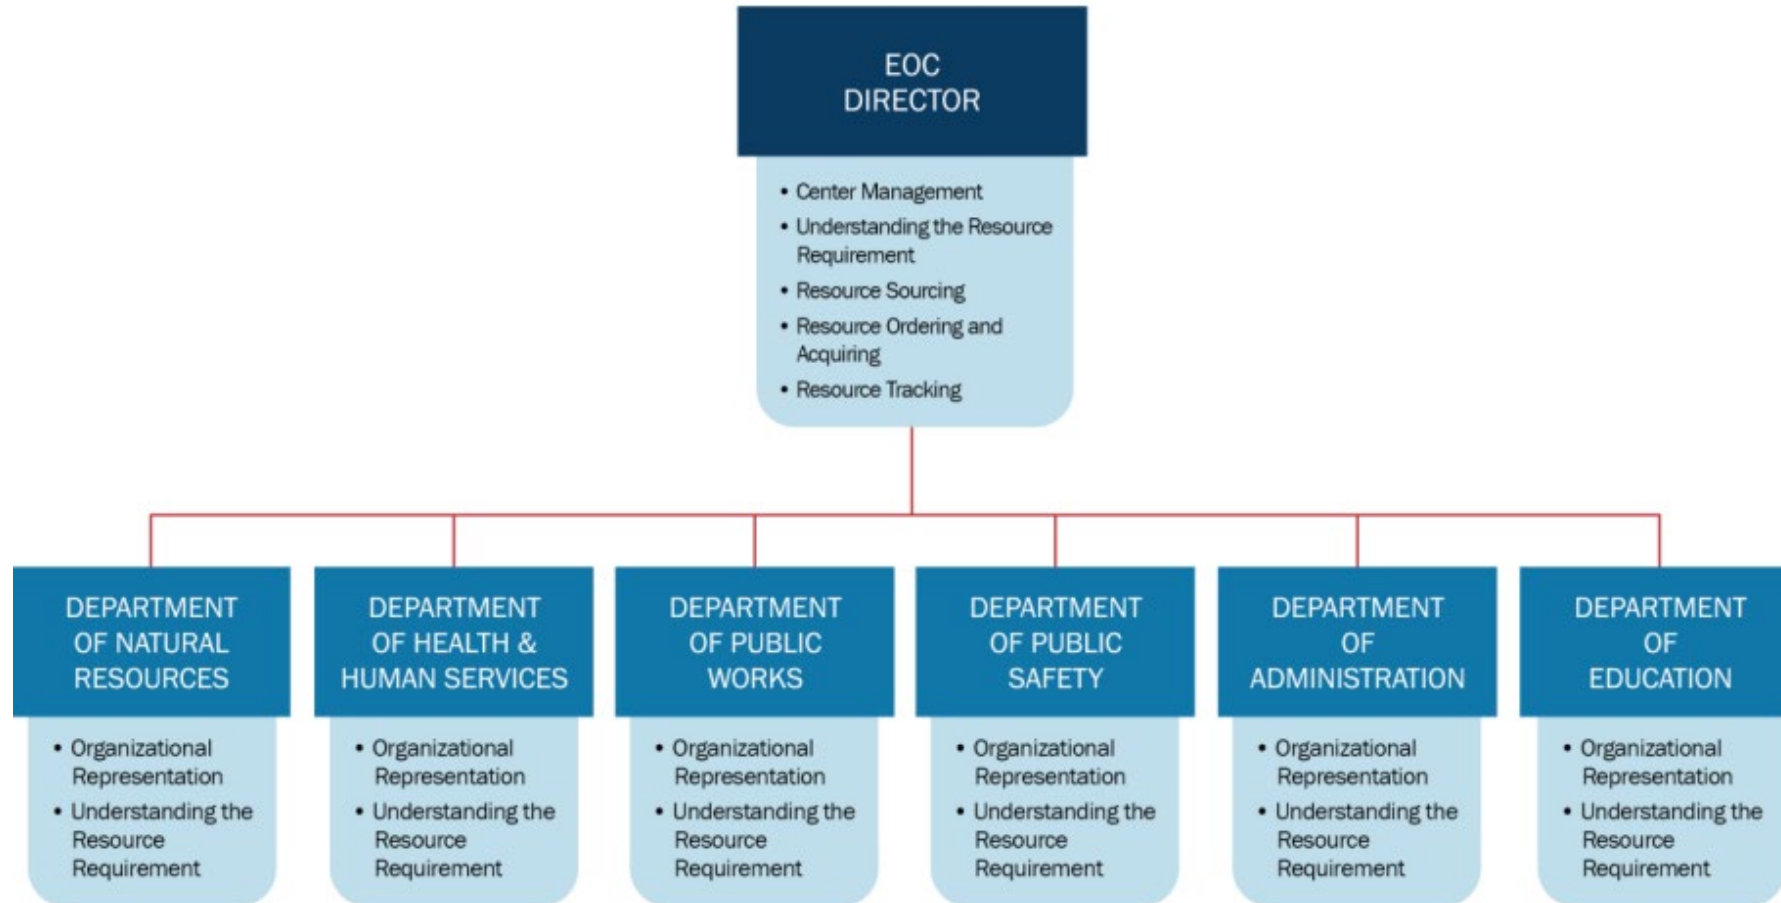 EOC
DIRECTOR
• Center Management
• Understanding the Resource
Requirement
• Resource Sourcing
• Resource Ordering and
Acquiring
• Resource Tracking
DEPARTMENT
OF NATURAL
RESOURCES
• Organizational
Representation
• Understanding the
Resource
Requirement
DEPARTMENT
OF HEALTH &
HUMAN SERVICES
• Organizational
Representation
• Understanding the
Resource
Requirement
DEPARTMENT
OF PUBLIC
WORKS
• Organizational
Representation
• Understanding the
Resource
Requirement
DEPARTMENT
OF PUBLIC
SAFETY
• Organizational
Representation
• Understanding the
Resource
Requirement
DEPARTMENT
OF
ADMINISTRATION
• Organizational
Representation
• Understanding the
Resource
Requirement
DEPARTMENT
OF
EDUCATION
• Organizational
Representation
• Understanding the
Resource
Requirement